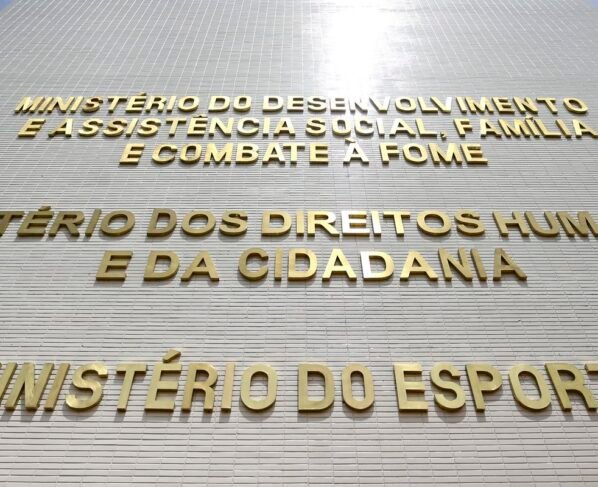 MINISTÉRIO DO DESENVOLVIMENTO
E ASSISTÊNCIA SOCIAL, FAMÍLIA
E COMBATE À FOME
TÉRIO DOS DIREITOS HUM
E DA CIDADANIA
NISTÉRIO DO ESPORT